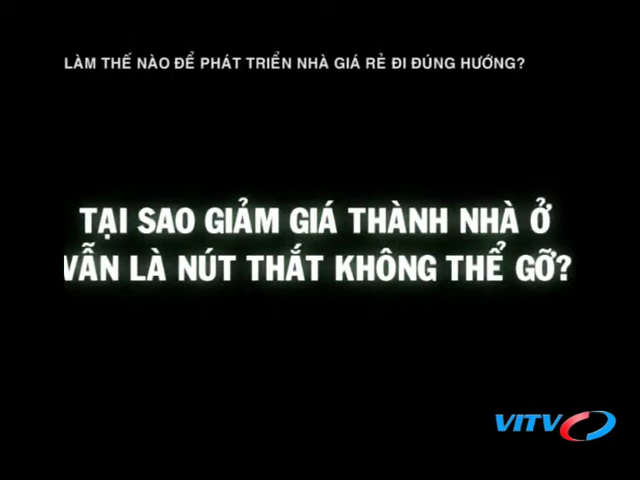 LÀM THẾ NÀO ĐỂ PHÁT TRIỂN NHÀ GIÁ RẺ ĐI ĐÚNG HƯỚNG?
TẠI SAO GIẢM GIÁ THÀNH NHÀ Ở
VẪN LÀ NÚT THẮT KHÔNG THỂ GỠ?
VITV